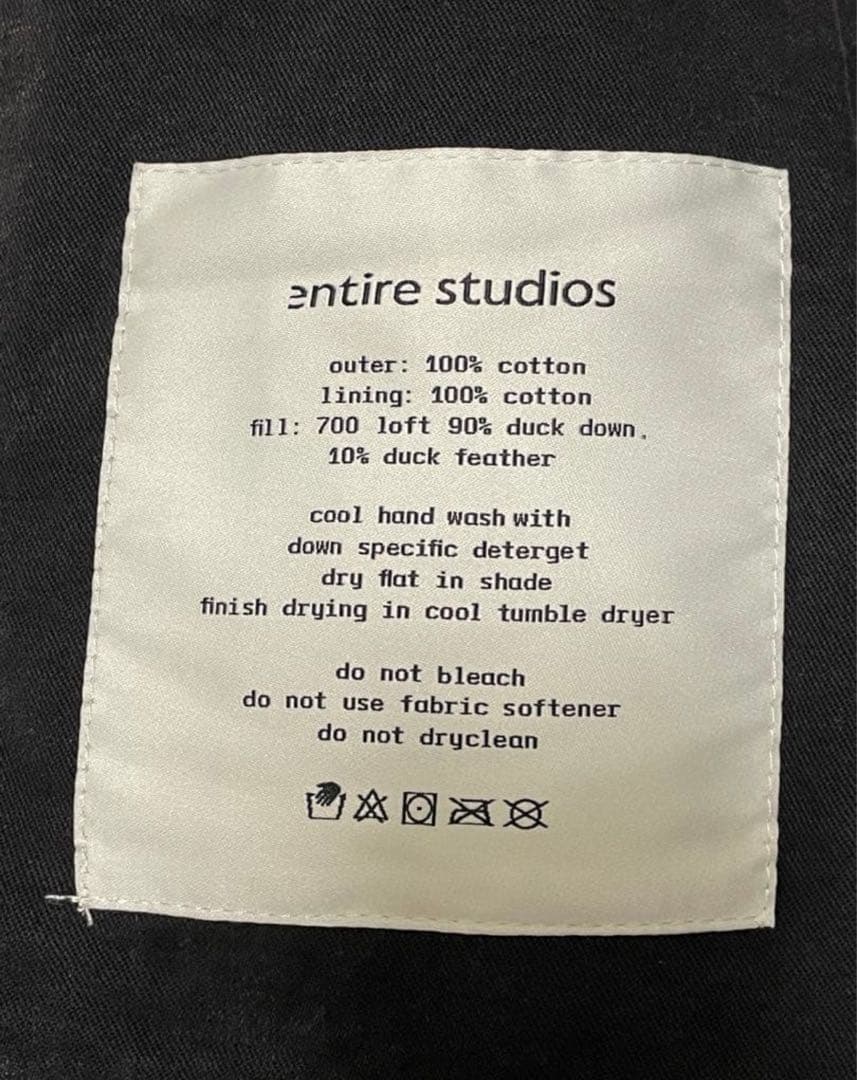 entire studios
outer: 100% cotton
lining: 100% cotton
fill: 700 loft 90% duck down.
10% duck feather
cool hand wash with
down specific deterget
dry flat in shade
finish drying in cool tumble dryer
do not bleach
do not use fabric softener
do not dryclean